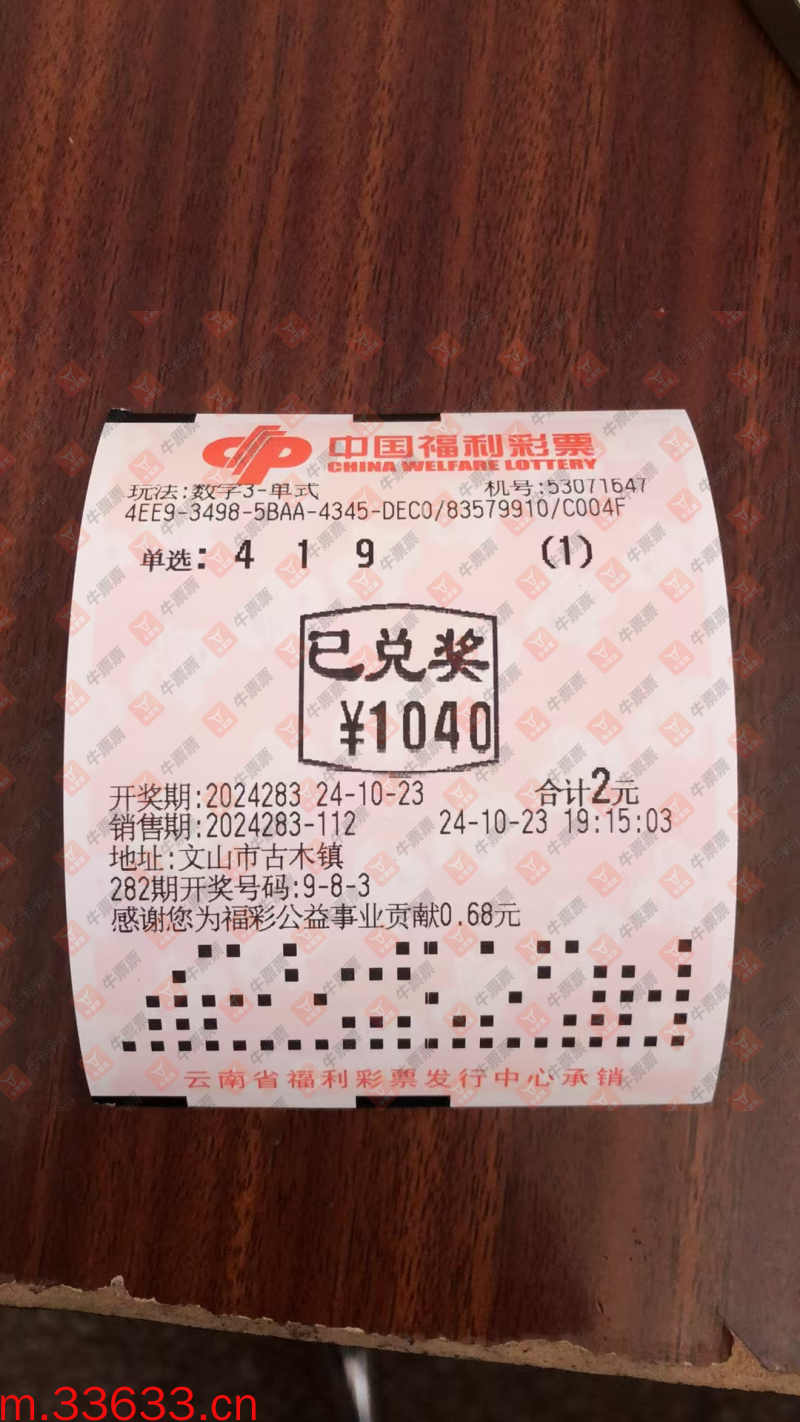 中国福利彩票
CHINA WELFARE LOTTERY
玩法:数字3-单式 机号:53071647
4EE9-3498-5BAA-4345-DEC0/83579910/C004F
单选: 4 1 9 (1)
已兑奖
¥1040
开奖期:2024283 24-10-23 合计2元
销售期:2024283-112 24-10-23 19:15:03
地址:文山市古木镇
282期开奖号码:9-8-3
感谢您为福彩公益事业贡献0.68元
云南省福利彩票发行中心承销
牛票票
m.33633.cn